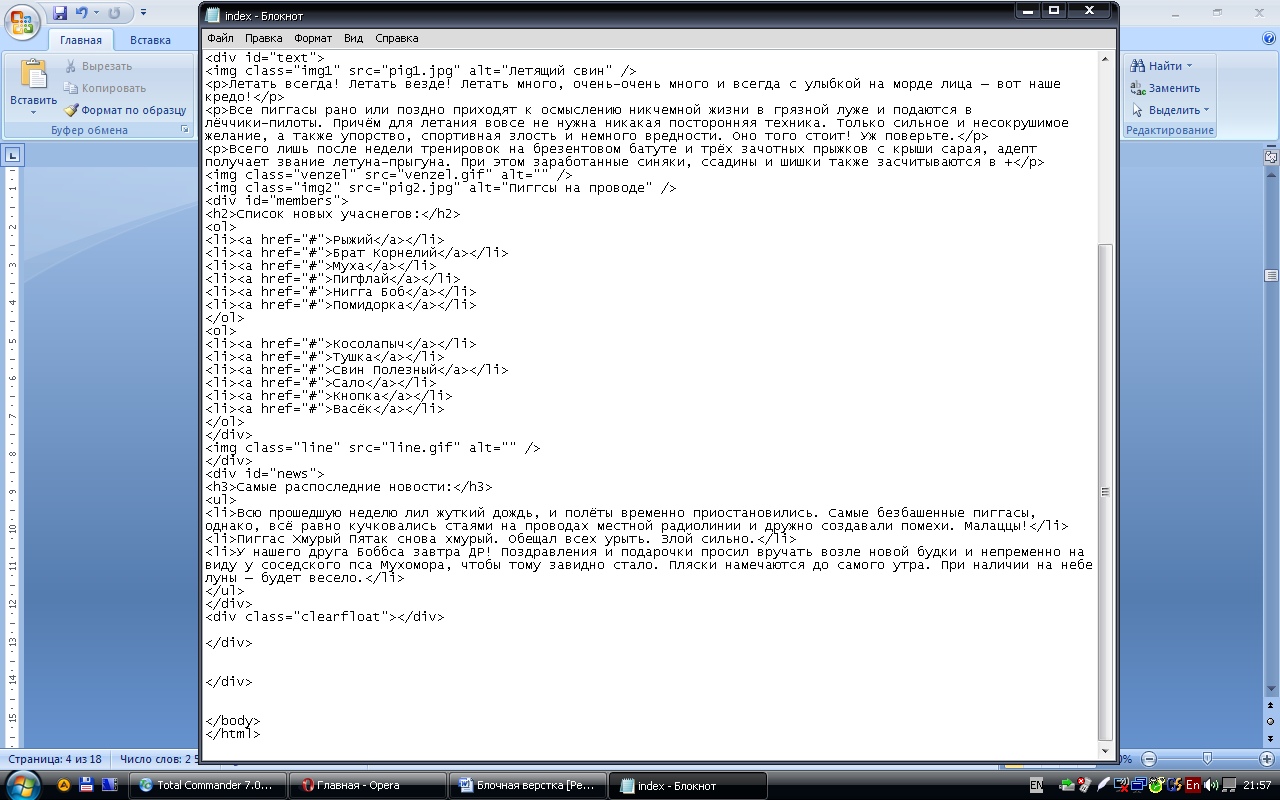 index - Блокнот
Файл Правка Формат Вид Справка
Главная Вставка
Вырезать
Копировать
Формат по образцу
Вставить
Буфер обмена
Найти
Заменить
Выделить
Редактирование
<div id="text">
<img class="img1" src="pig1.jpg" alt="Летящий свин" />
<p>Летать всегда! Летать везде! Летать много, очень-очень много и всегда с улыбкой на морде лица – вот наше
кредо!</p>
<p>Все пиггасы рано или поздно приходят к осмыслению никчемной жизни в грязной луже и подаются в
лёччики-пилоты. Причём для летания вовсе не нужна никакая посторонняя техника. Только сильное и несокрушимое
желание, а также упорство, спортивная злость и немного вредности. Оно того стоит! Уж поверьте.</p>
<p>Всего лишь после недели тренировок на брезентовом батуте и трёх зачотных прыжков с крыши сарая, адепт
получает звание летуна-прыгуна. При этом заработанные синяки, ссадины и шишки также засчитываются в +</p>
<img class="venzel" src="venzel.gif" alt="" />
<img class="img2" src="pig2.jpg" alt="Пиггсы на проводе" />
<div id="members">
<h2>Список новых учаснегов:</h2>
<ol>
<li><a href="#">Рыжий</a></li>
<li><a href="#">Брат Корнелий</a></li>
<li><a href="#">Муха</a></li>
<li><a href="#">Пигфлай</a></li>
<li><a href="#">Нигга Боб</a></li>
<li><a href="#">Помидорка</a></li>
</ol>
<ol>
<li><a href="#">Косолапыч</a></li>
<li><a href="#">Тушка</a></li>
<li><a href="#">Свин Полезный</a></li>
<li><a href="#">Сало</a></li>
<li><a href="#">Кнопка</a></li>
<li><a href="#">Васёк</a></li>
</ol>
</div>
<img class="line" src="line.gif" alt="" />
</div>
<div id="news">
<h3>Самые распоследние новости:</h3>
<ul>
<li>Всю прошедшую неделю лил жуткий дождь, и полёты временно приостановились. Самые безбашенные пиггасы,
однако, всё равно кучковались стаями на проводах местной радиолинии и дружно создавали помехи. Малаццы!</li>
<li>Пиггас Хмурый Пятак снова хмурый. Обещал всех урыть. Злой сильно.</li>
<li>У нашего друга Боббса завтра ДР! Поздравления и подарочки просил вручать возле новой будки и непременно на
виду у соседского пса Мухомора, чтобы тому завидно стало. Пляски намечаются до самого утра. При наличии на небе
луны – будет весело.</li>
</ul>
</div>
<div class="clearfloat"></div>
</div>
</div>
</body>
</html>
Страница: 4 из 18 Число слов: 2 5
Total Commander 7.0... Главная - Opera Блочная верстка [Ре... index - Блокнот EN En 21:57